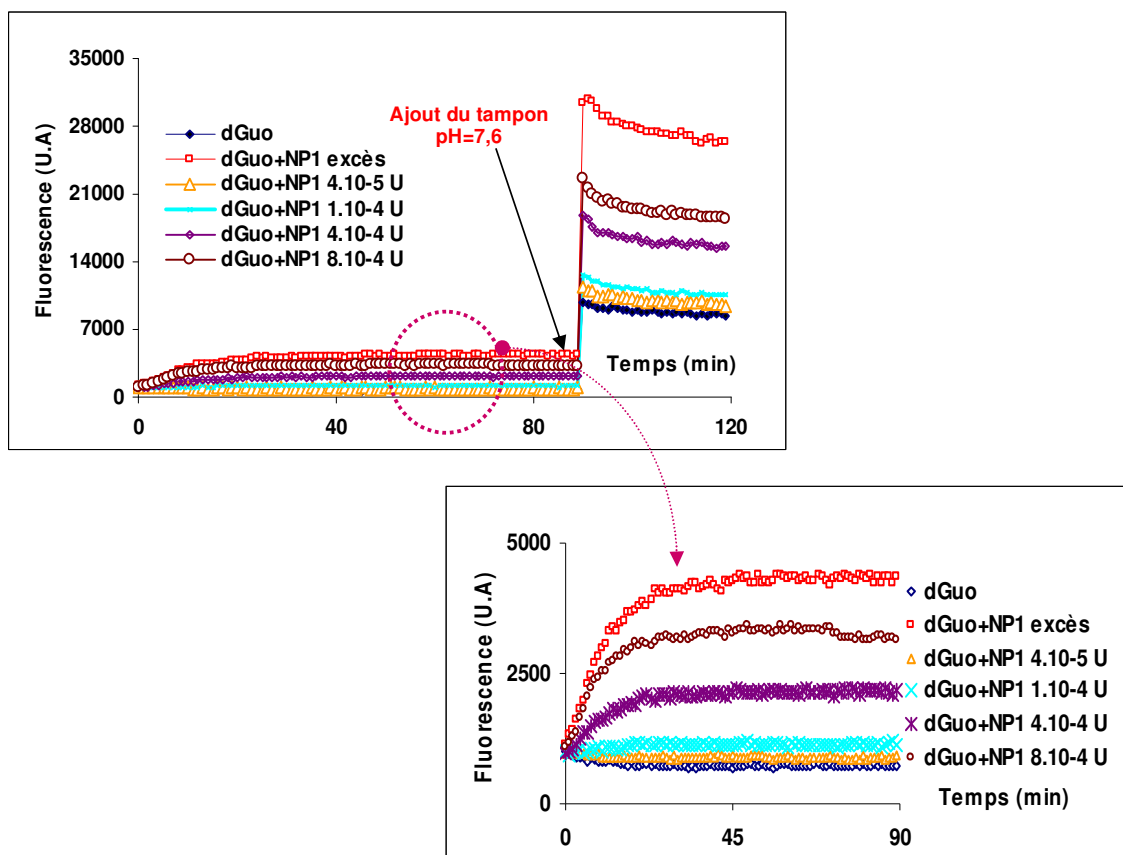 35000
28000
21000
14000
7000
0
Fluorescence (U.A)
dGuo
dGuo+NP1 excès
dGuo+NP1 4.10-5 U
dGuo+NP1 1.10-4 U
dGuo+NP1 4.10-4 U
dGuo+NP1 8.10-4 U
Ajout du tampon
pH=7,6
Temps (min)
0 40 80 120
5000
2500
0
Fluorescence (U.A)
dGuo
dGuo+NP1 excès
dGuo+NP1 4.10-5 U
dGuo+NP1 1.10-4 U
dGuo+NP1 4.10-4 U
dGuo+NP1 8.10-4 U
Temps (min)
0 45 90